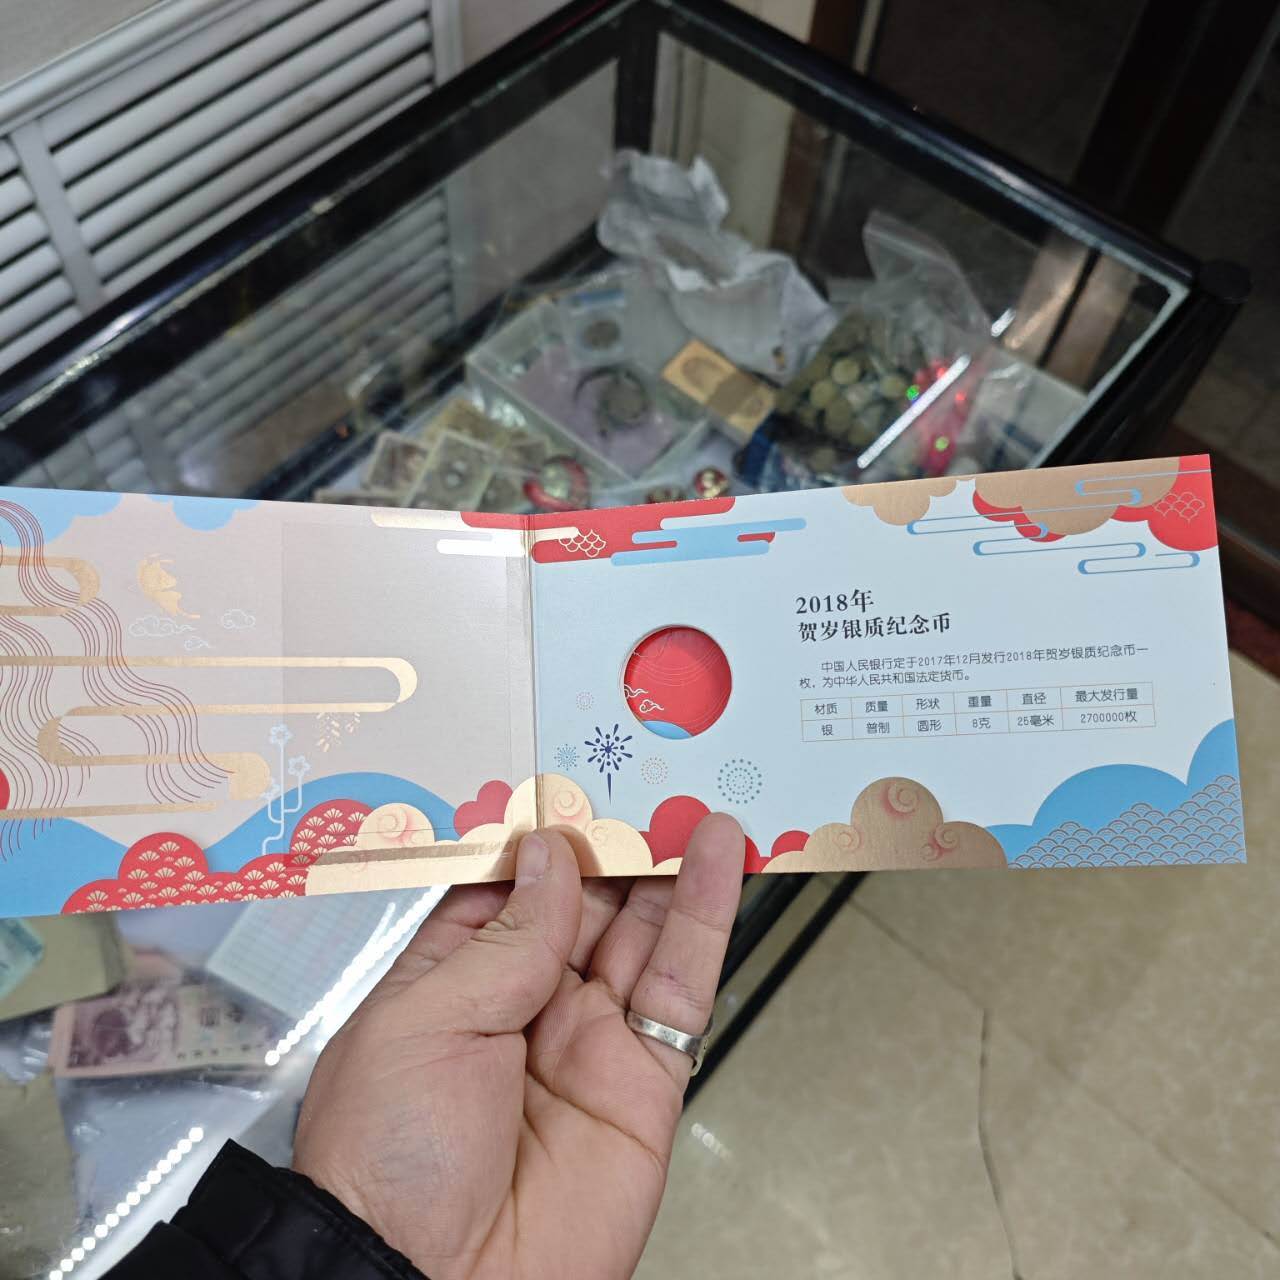 2018年
贺岁银质纪念币
中国人民银行定于2017年12月发行2018年贺岁银质纪念币一
枚，为中华人民共和国法定货币。
材质 质量 形状 重量 直径 最大发行量
银 普制 圆形 8克 25毫米 2700000枚